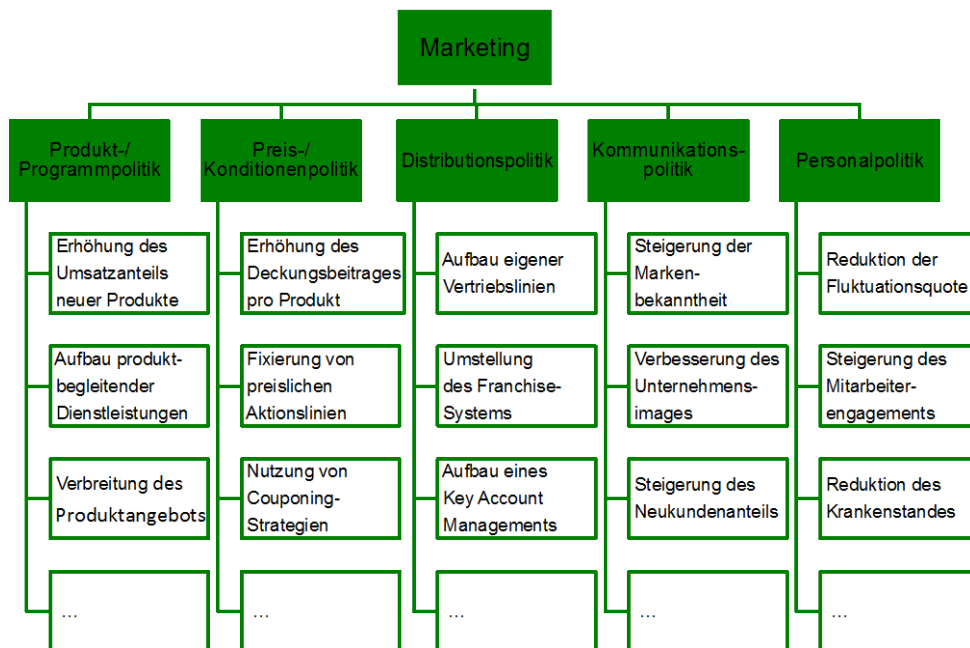 Marketing
Produkt-/
Programmpolitik
Preis-/
Konditionenpolitik
Distributionspolitik
Kommunikations-
politik
Personalpolitik
Erhöhung des
Umsatzanteils
neuer Produkte
Erhöhung des
Deckungsbeitrages
pro Produkt
Aufbau eigener
Vertriebslinien
Steigerung der
Marken-
bekanntheit
Reduktion der
Fluktuationsquote
Aufbau produkt-
begleitender
Dienstleistungen
Fixierung von
preislichen
Aktionslinien
Umstellung
des Franchise-
Systems
Verbesserung des
Unternehmens-
images
Steigerung des
Mitarbeiter-
engagements
Verbreitung des
Produktangebots
Nutzung von
Couponing-
Strategien
Aufbau eines
Key Account
Managements
Steigerung des
Neukundenanteils
Reduktion des
Krankenstandes
...
...
...
...
...